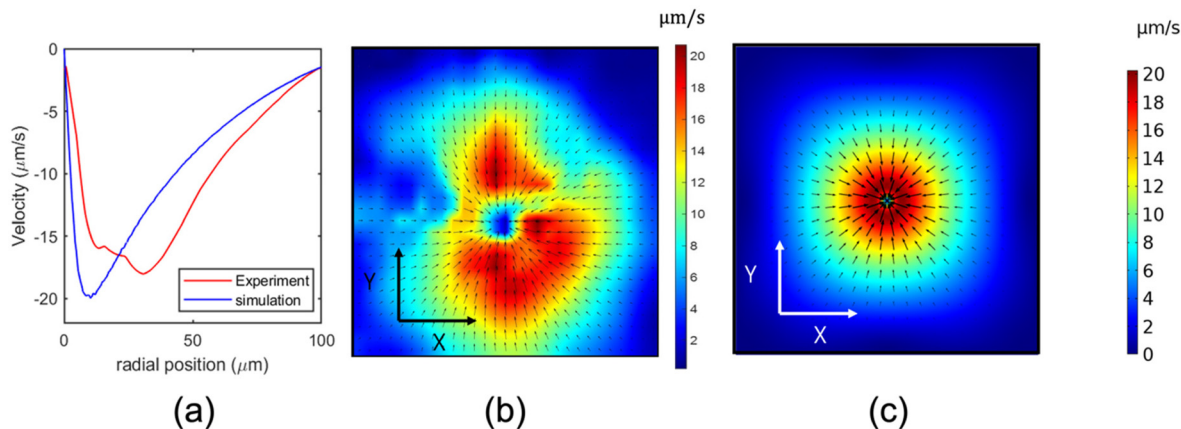 0
-5
-10
-15
-20
Velocity (μm/s)
Experiment
simulation
0 50 100
radial position (μm)
(a)
μm/s
20
18
16
14
12
10
8
6
4
2
Y
X
(b)
μm/s
20
18
16
14
12
10
8
6
4
2
0
Y
X
(c)